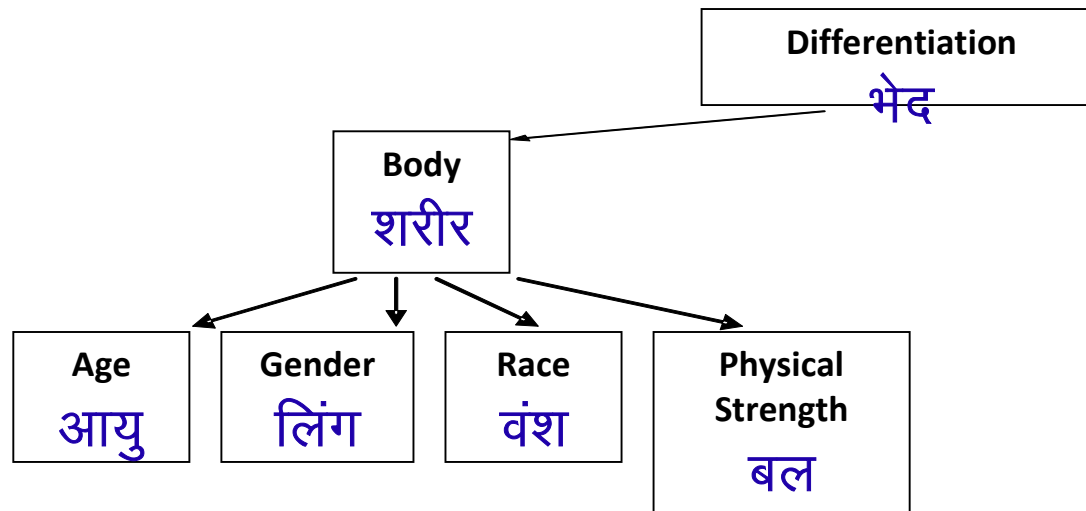 Differentiation
भेद
Body
शरीर
Age
आयु
Gender
लिंग
Race
वंश
Physical
Strength
बल